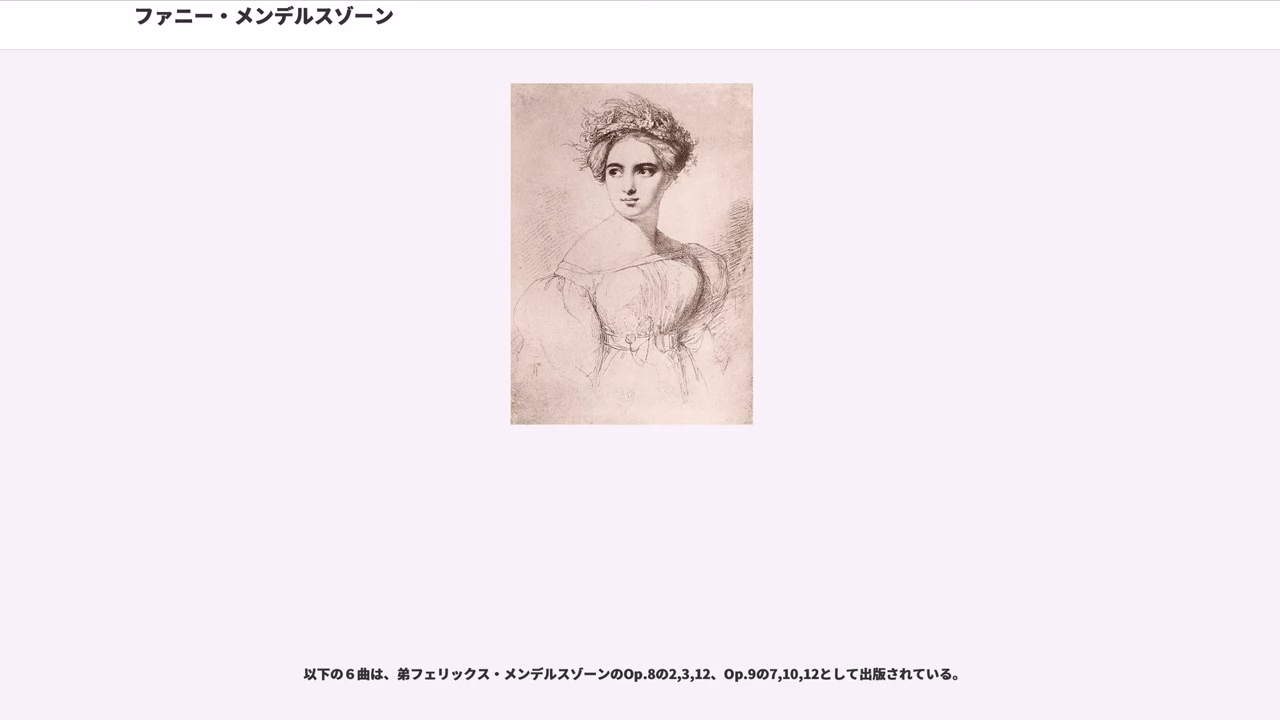 ファニー・メンデルスゾーン
以下の６曲は、弟フェリックス・メンデルスゾーンのOp.8の2,3,12、Op.9の7,10,12として出版されている。